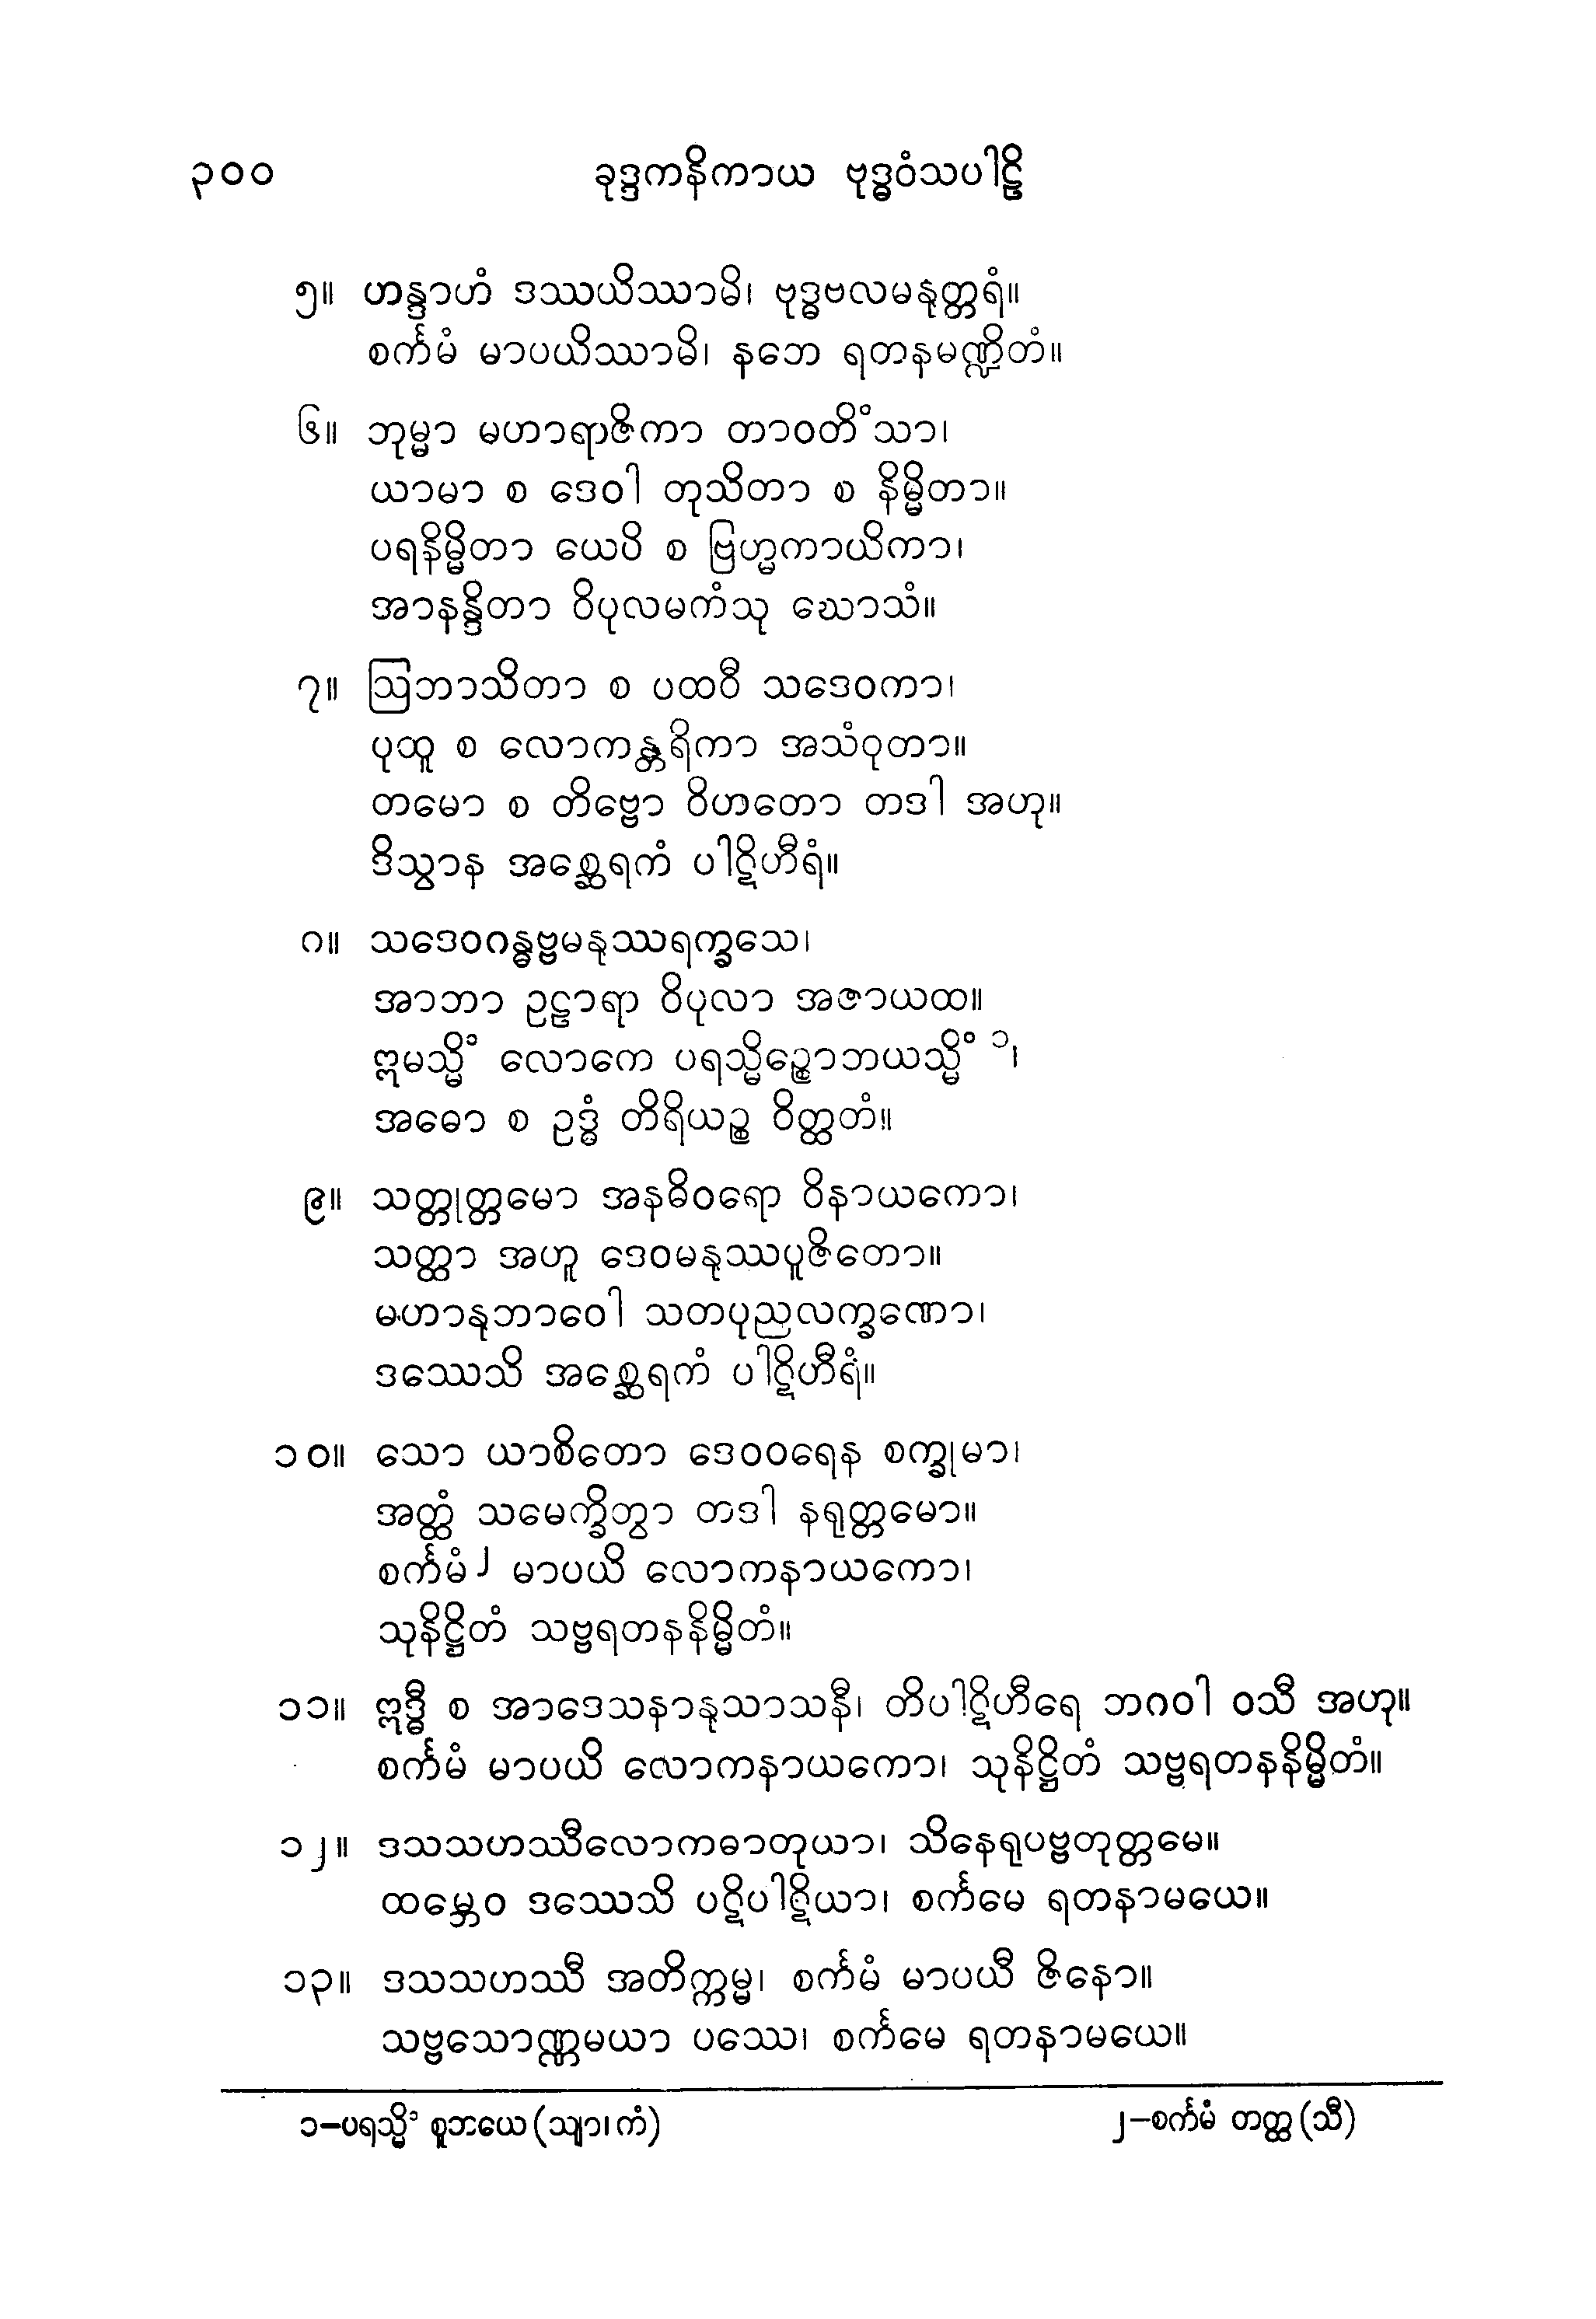 ၃၀၀ ခုဒ္ဒကနိကာယ ဗုဒ္ဓဝံသပါဠိ
၅။ ဟန္ဒာဟံ ဒဿယိဿာမိ၊ ဗုဒ္ဓဗလမနုတ္တရံ။
စင်္ကမံ မာပယိဿာမိ၊ နဘေ ရတနမဏ္ဍိတံ။
၆။ ဘုမ္မာ မဟာရာဇိကာ တာဝတိံသာ၊
ယာမာ စ ဒေဝါ တုသိတာ စ နိမ္မိတာ။
ပရနိမ္မိတာ ယေပိ စ ဗြဟ္မကာယိကာ၊
အာနန္ဒိတာ ဝိပုလမကံသု ဃောသံ။
၇။ ဩဘာသိတာ စ ပထဝီ သဒေဝကာ၊
ပုထူ စ လောကန္တရိကာ အသံဝုတာ။
တမော စ တိဗ္ဗော ဝိဟတော တဒါ အဟု။
ဒိသွာန အစ္ဆေရကံ ပါဋိဟီရံ။
၈။ သဒေဝဂန္ဓဗ္ဗမနုဿရက္ခသေ၊
အာဘာ ဥဠာရာ ဝိပုလာ အဇာယထ။
ဣမသ္မိံ လောကေ ပရသ္မိဉ္စောဘယသ္မိံ ၁၊
အဓော စ ဥဒ္ဓံ တိရိယဉ္စ ဝိတ္ထတံ။
၉။ သတ္တုတ္တမော အနဓိဝရော ဝိနာယကော၊
သတ္ထာ အဟူ ဒေဝမနုဿပူဇိတော။
မဟာနုဘာဝေါ သတပုညလက္ခဏော၊
ဒဿေသိ အစ္ဆေရကံ ပါဋိဟီရံ။
၁၀။ သော ယာစိတော ဒေဝဝရေန စက္ခုမာ၊
အတ္ထံ သမေက္ခိတွာ တဒါ နရုတ္တမော။
စင်္ကမံ၂ မာပယိ လောကနာယကော၊
သုနိဋ္ဌိတံ သဗ္ဗရတနနိမ္မိတံ။
၁၁။ ဣဒ္ဓီ စ အာဒေသနာနုသာသနီ၊ တိပါဋိဟီရေ ဘဂဝါ ဝသီ အဟု။
စင်္ကမံ မာပယိ လောကနာယကော၊ သုနိဋ္ဌိတံ သဗ္ဗရတနနိမ္မိတံ။
၁၂။ ဒသသဟဿီလောကဓာတုယာ၊ သိနေရုပဗ္ဗတုတ္တမေ။
ထမ္ဘေဝ ဒဿေသိ ပဋိပါဋိယာ၊ စင်္ကမေ ရတနာမယေ။
၁၃။ ဒသသဟဿီ အတိက္ကမ္မ၊ စင်္ကမံ မာပယီ ဇိနော။
သဗ္ဗသောဏ္ဏမယာ ပဿေ၊ စင်္ကမေ ရတနာမယေ။
၁–ပရသ္မိံ စူဘယေ (သျာ၊ကံ) ၂–စင်္ကမံ တတ္ထ (သီ)